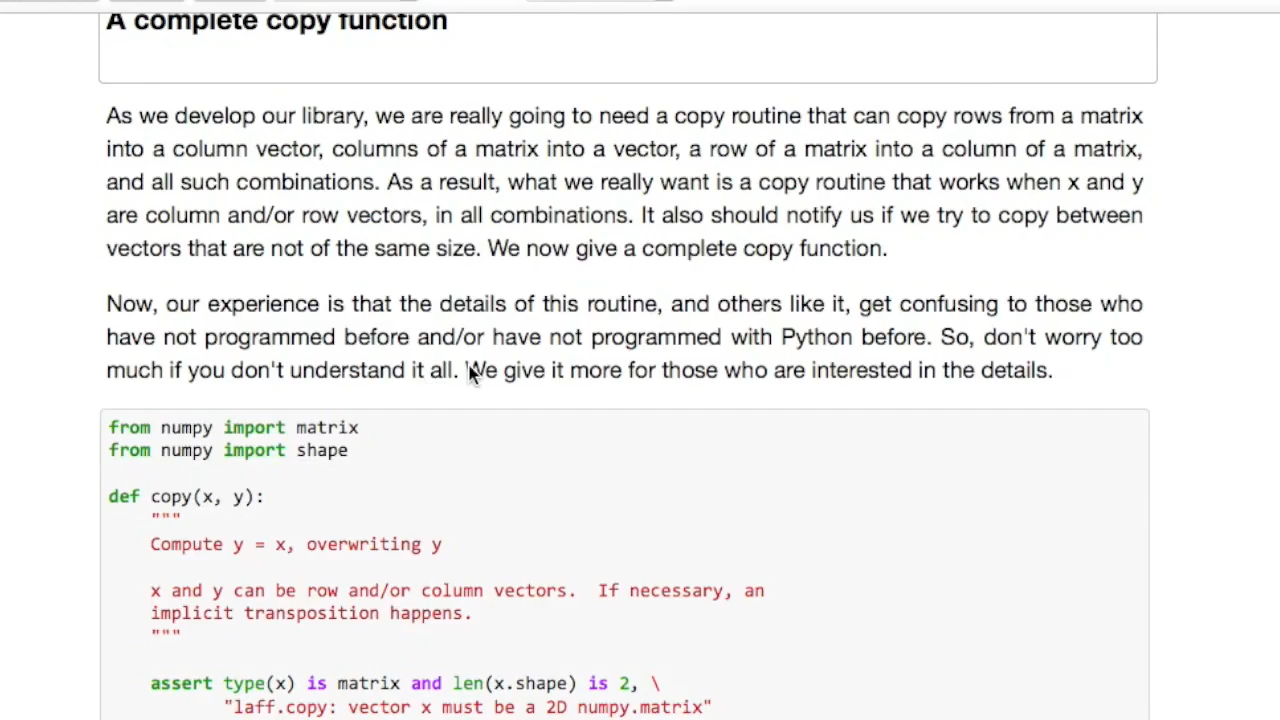 A complete copy function
As we develop our library, we are really going to need a copy routine that can copy rows from a matrix
into a column vector, columns of a matrix into a vector, a row of a matrix into a column of a matrix,
and all such combinations. As a result, what we really want is a copy routine that works when x and y
are column and/or row vectors, in all combinations. It also should notify us if we try to copy between
vectors that are not of the same size. We now give a complete copy function.
Now, our experience is that the details of this routine, and others like it, get confusing to those who
have not programmed before and/or have not programmed with Python before. So, don't worry too
much if you don't understand it all. We give it more for those who are interested in the details.
from numpy import matrix
from numpy import shape
def copy(x, y):
"""
Compute y = x, overwriting y
x and y can be row and/or column vectors.  If necessary, an
implicit transposition happens.
"""
assert type(x) is matrix and len(x.shape) is 2, \
"laff.copy: vector x must be a 2D numpy.matrix"